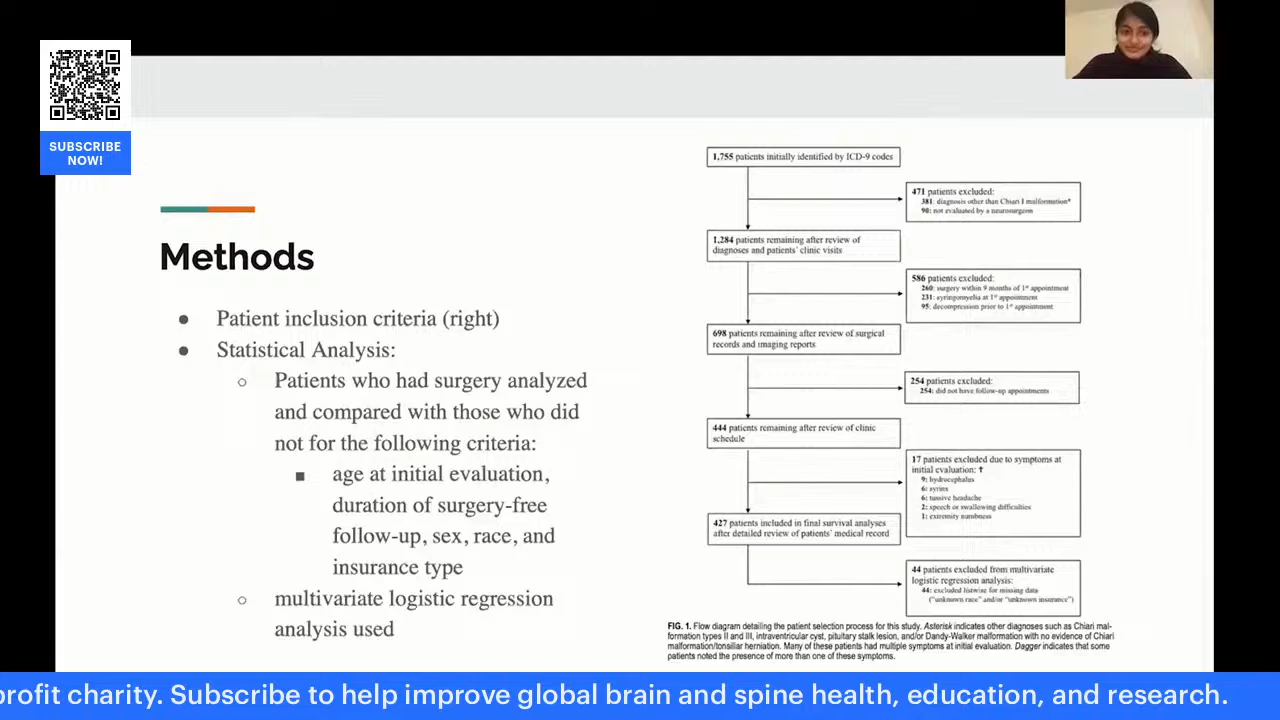 SUBSCRIBE
NOW!
Methods
● Patient inclusion criteria (right)
● Statistical Analysis:
○ Patients who had surgery analyzed
and compared with those who did
not for the following criteria:
■ age at initial evaluation,
duration of surgery-free
follow-up, sex, race, and
insurance type
○ multivariate logistic regression
analysis used
1,755 patients initially identified by ICD-9 codes
471 patients excluded:
381: diagnosis other than Chiari I malformation*
90: not evaluated by a neurosurgeon
1,284 patients remaining after review of
diagnoses and patients' clinic visits
586 patients excluded:
260: surgery within 9 months of 1st appointment
231: syringomyelia at 1st appointment
95: decompression prior to 1st appointment
698 patients remaining after review of surgical
records and imaging reports
254 patients excluded:
254: did not have follow-up appointments
444 patients remaining after review of clinic
schedule
17 patients excluded due to symptoms at
initial evaluation: †
9: hydrocephalus
6: syrinx
6: tussive headache
2: speech or swallowing difficulties
1: extremity numbness
427 patients included in final survival analyses
after detailed review of patients' medical record
44 patients excluded from multivariate
logistic regression analysis:
44: excluded listwise for missing data
("unknown race" and/or "unknown insurance")
FIG. 1. Flow diagram detailing the patient selection process for this study. Asterisk indicates other diagnoses such as Chiari mal-
formation types II and III, intraventricular cyst, pituitary stalk lesion, and/or Dandy-Walker malformation with no evidence of Chiari
malformation/tonsillar herniation. Many of these patients had multiple symptoms at initial evaluation. Dagger indicates that some
patients noted the presence of more than one of these symptoms.
profit charity. Subscribe to help improve global brain and spine health, education, and research.